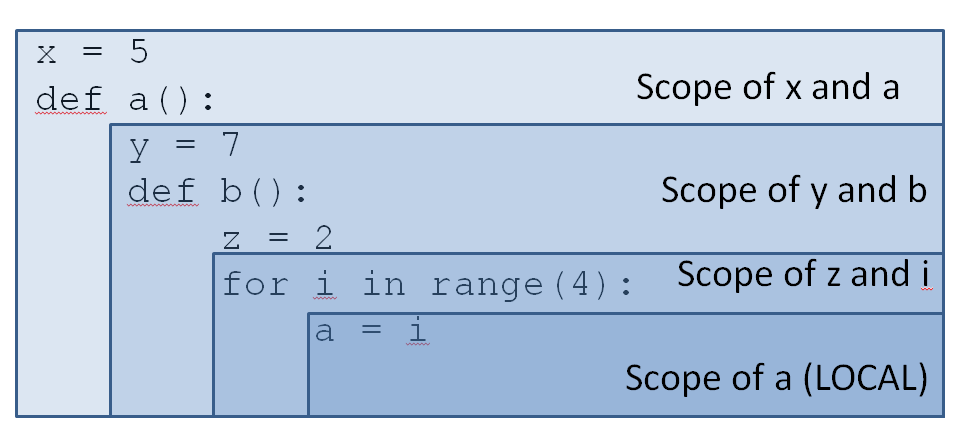 x = 5
def a():
Scope of x and a
y = 7
def b():
Scope of y and b
z = 2
for i in range(4):
Scope of z and i
a = i
Scope of a (LOCAL)